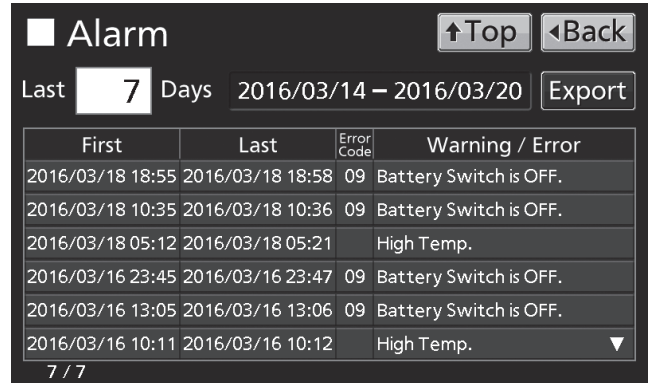 Alarm
↑Top ◂Back
Last 7 Days 2016/03/14 – 2016/03/20 Export
First Last Error Code Warning / Error
2016/03/18 18:55 2016/03/18 18:58 09 Battery Switch is OFF.
2016/03/18 10:35 2016/03/18 10:36 09 Battery Switch is OFF.
2016/03/18 05:12 2016/03/18 05:21 High Temp.
2016/03/16 23:45 2016/03/16 23:47 09 Battery Switch is OFF.
2016/03/16 13:05 2016/03/16 13:06 09 Battery Switch is OFF.
2016/03/16 10:11 2016/03/16 10:12 High Temp. ▼
7 / 7